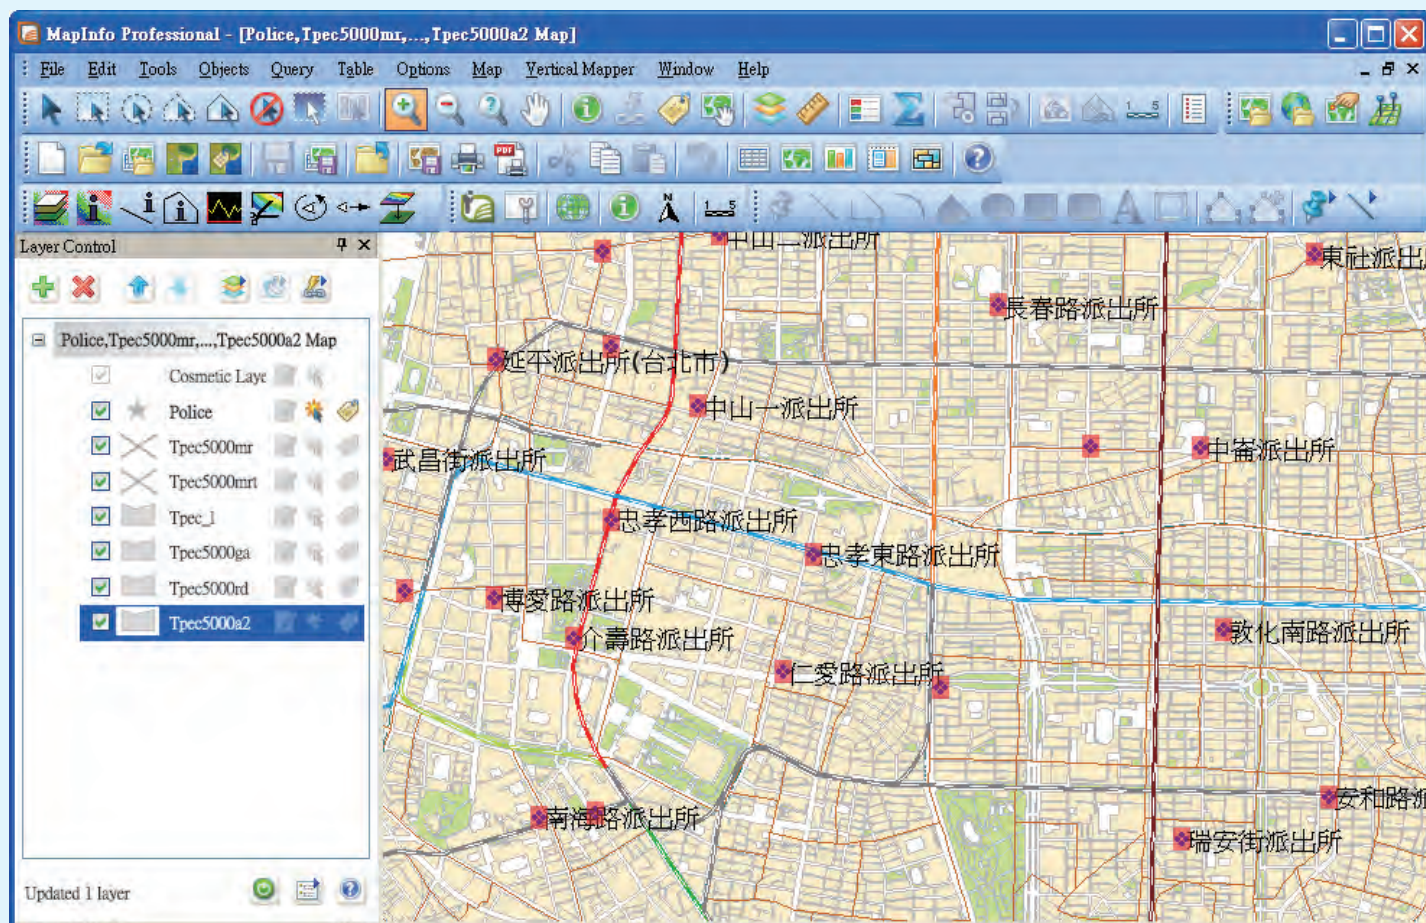 MapInfo Professional - [Police,Tpec5000mr,...,Tpec5000a2 Map]
File Edit Tools Objects Query Table Options Map Vertical Mapper Window Help
Layer Control
Police,Tpec5000mr,...,Tpec5000a2 Map
Cosmetic Laye
Police
Tpec5000mr
Tpec5000mrt
Tpec_1
Tpec5000ga
Tpec5000rd
Tpec5000a2
Updated 1 layer
中山二派出所
東社派出
長春路派出所
延平派出所(台北市)
中山一派出所
武昌街派出所
中崙派出所
忠孝西路派出所
忠孝東路派出所
博愛路派出所
介壽路派出所
敦化南路派出所
仁愛路派出所
南海路派出所
安和路派
瑞安街派出所